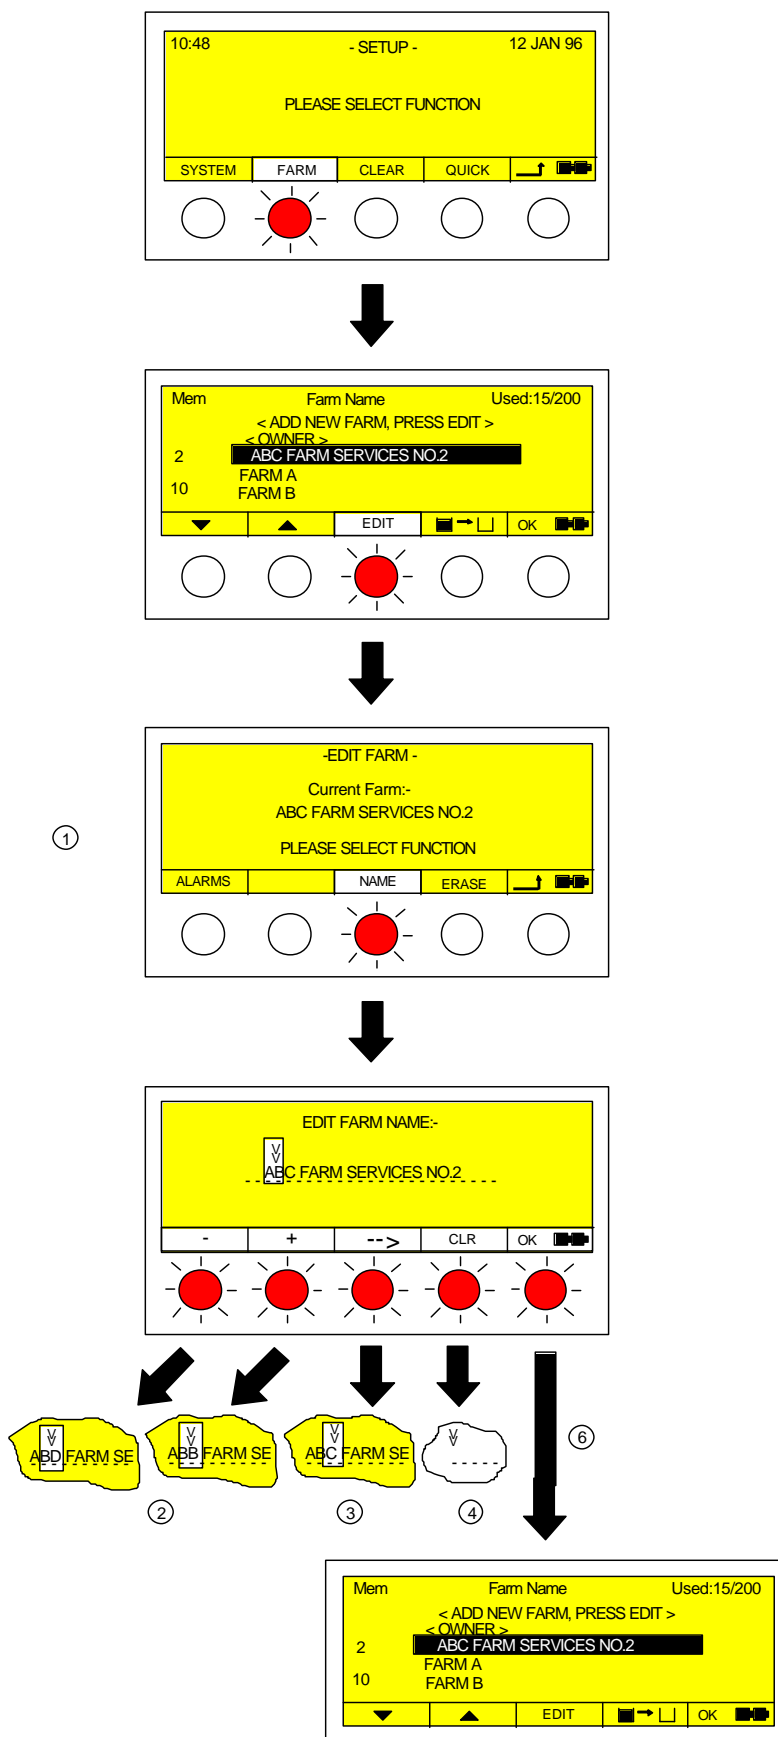 10:48 - SETUP - 12 JAN 96
PLEASE SELECT FUNCTION
SYSTEM FARM CLEAR QUICK
Mem Farm Name Used:15/200
< ADD NEW FARM, PRESS EDIT >
< OWNER >
2 ABC FARM SERVICES NO.2
FARM A
10 FARM B
EDIT OK
-EDIT FARM -
Current Farm:-
ABC FARM SERVICES NO.2
1
PLEASE SELECT FUNCTION
ALARMS NAME ERASE
EDIT FARM NAME:-
ABC FARM SERVICES NO.2
- + --> CLR OK
6
ABD FARM SE ABB FARM SE ABC FARM SE
2 3 4
Mem Farm Name Used:15/200
< ADD NEW FARM, PRESS EDIT >
< OWNER >
2 ABC FARM SERVICES NO.2
FARM A
10 FARM B
EDIT OK